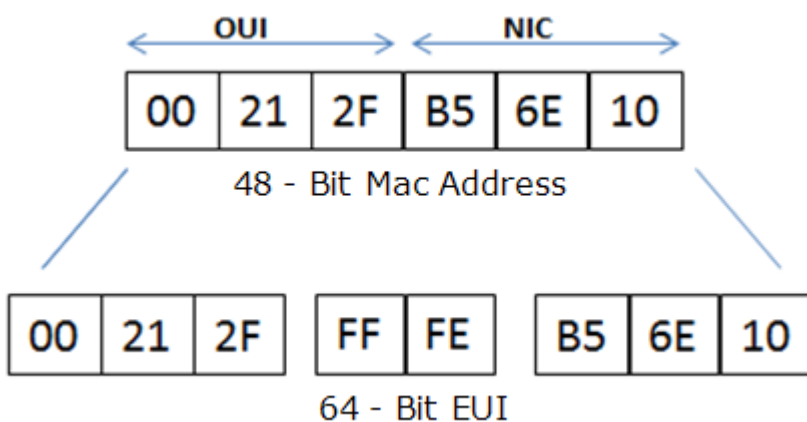 OUI NIC
00 21 2F B5 6E 10
48 - Bit Mac Address
00 21 2F FF FE B5 6E 10
64 - Bit EUI